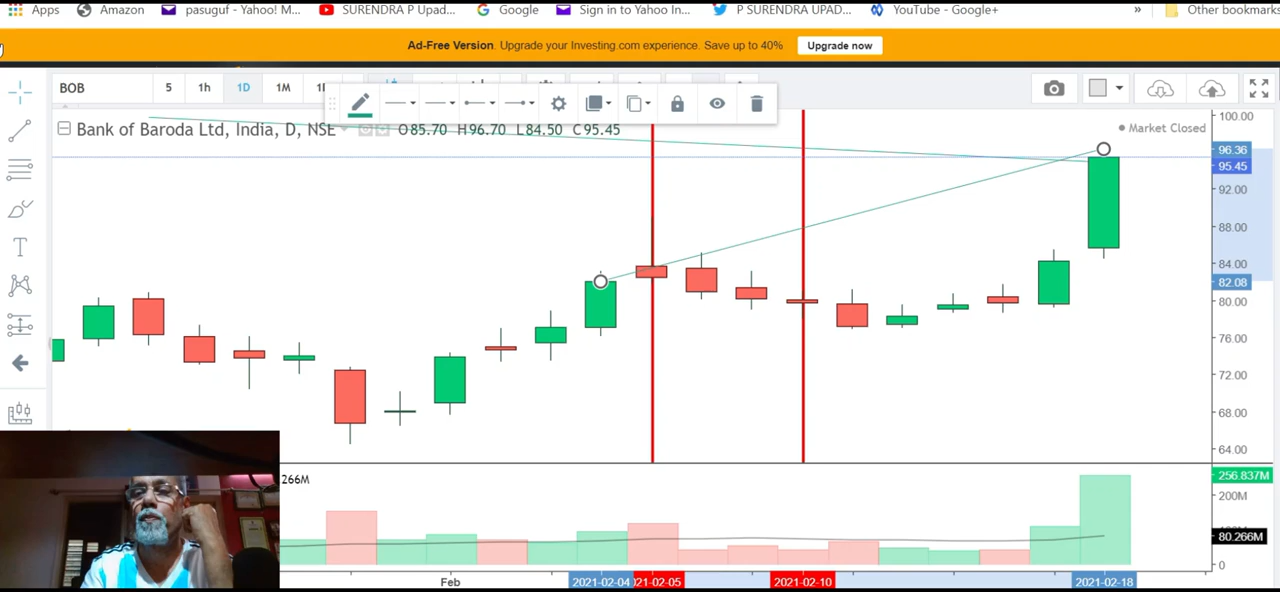 Apps Amazon pasuguf - Yahoo! M... SURENDRA P Upad... Google Sign in to Yahoo In... P SURENDRA UPAD... YouTube - Google+ » Other bookmarks
Ad-Free Version. Upgrade your Investing.com experience. Save up to 40% Upgrade now
BOB 5 1h 1D 1M
Bank of Baroda Ltd, India, D, NSE O85.70 H96.70 L84.50 C95.45
Market Closed
100.00
96.36
95.45
92.00
88.00
84.00
82.08
80.00
76.00
72.00
68.00
64.00
266M
256.837M
200M
80.266M
0
Feb 2021-02-04 2021-02-05 2021-02-10 2021-02-18